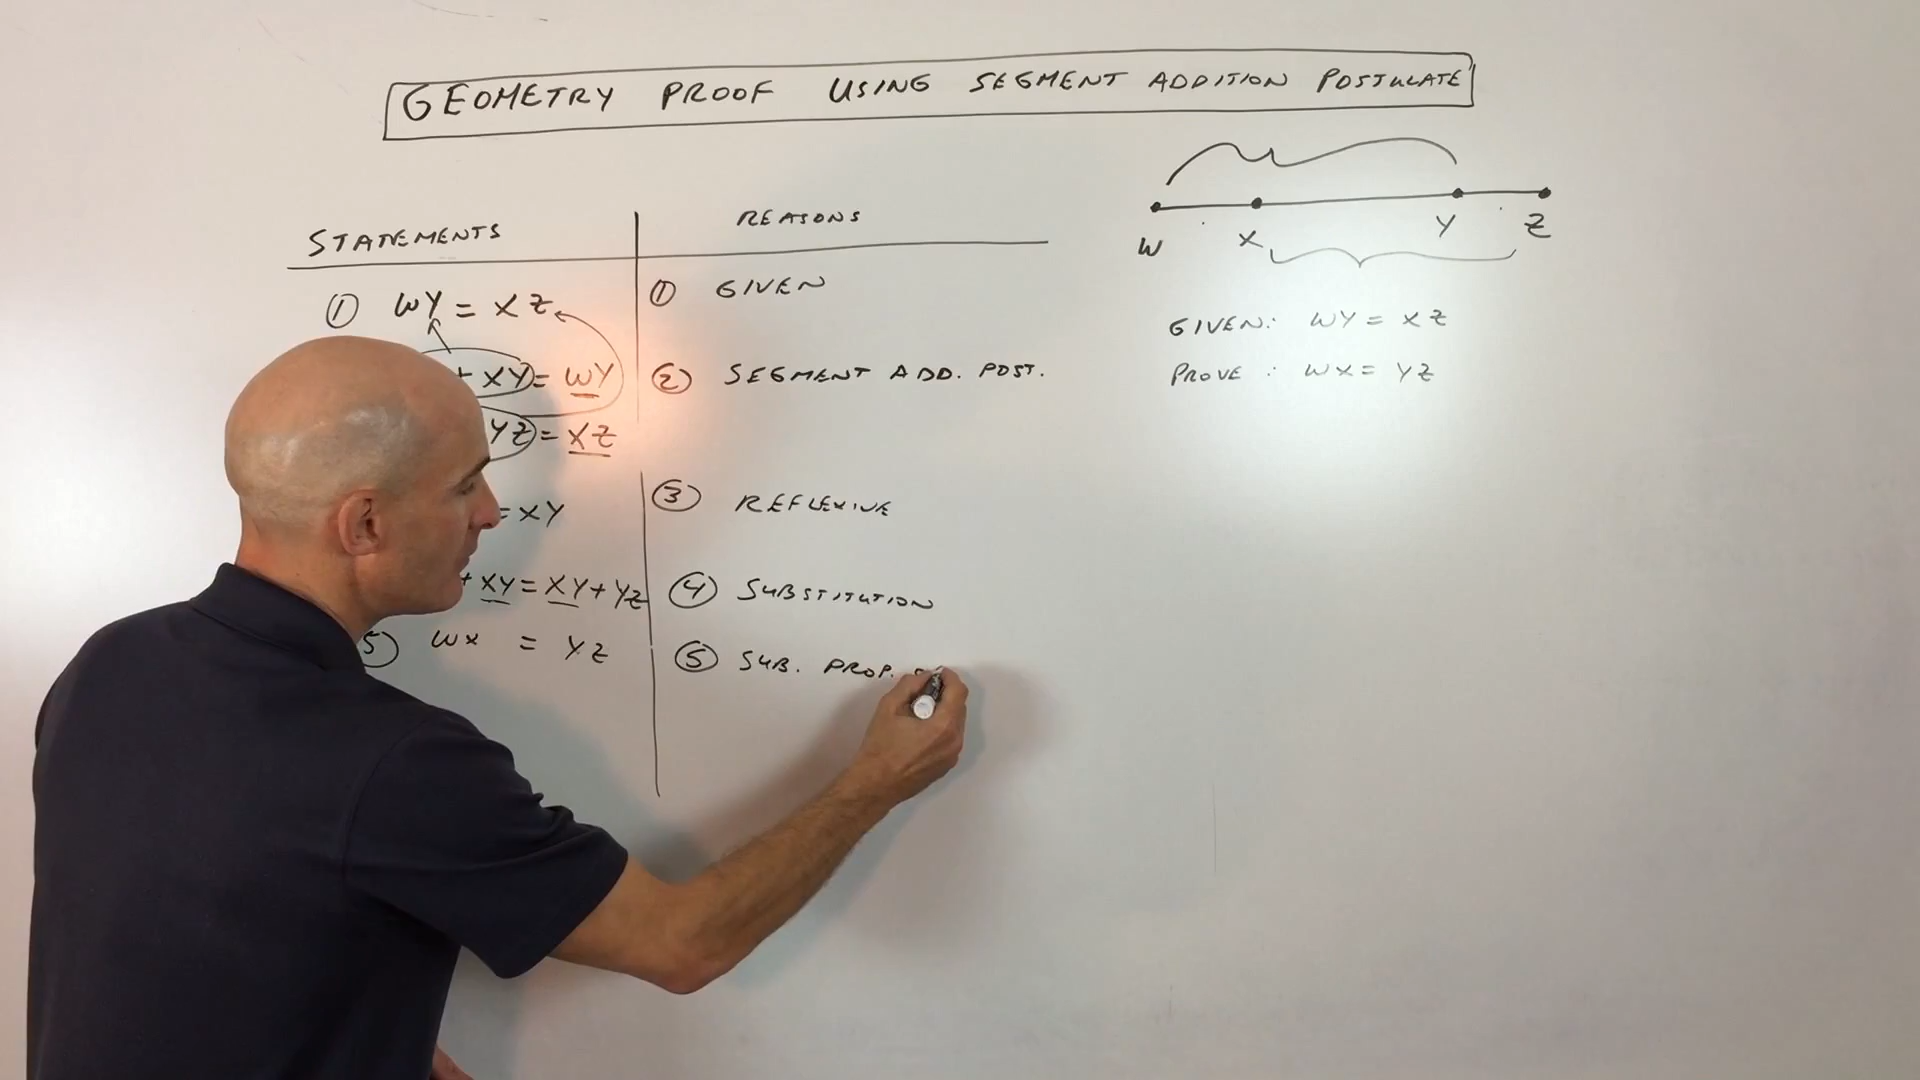 GEOMETRY PROOF USING SEGMENT ADDITION POSTULATE
STATEMENTS
REASONS
① WY = XZ
① GIVEN
+ XY = WY
② SEGMENT ADD. POST.
YZ = XZ
= XY
③ REFLEXIVE
+ XY = XY + YZ
④ SUBSTITUTION
5) WX = YZ
⑤ SUB. PROP.
W X Y Z
GIVEN: WY = XZ
PROVE: WX = YZ